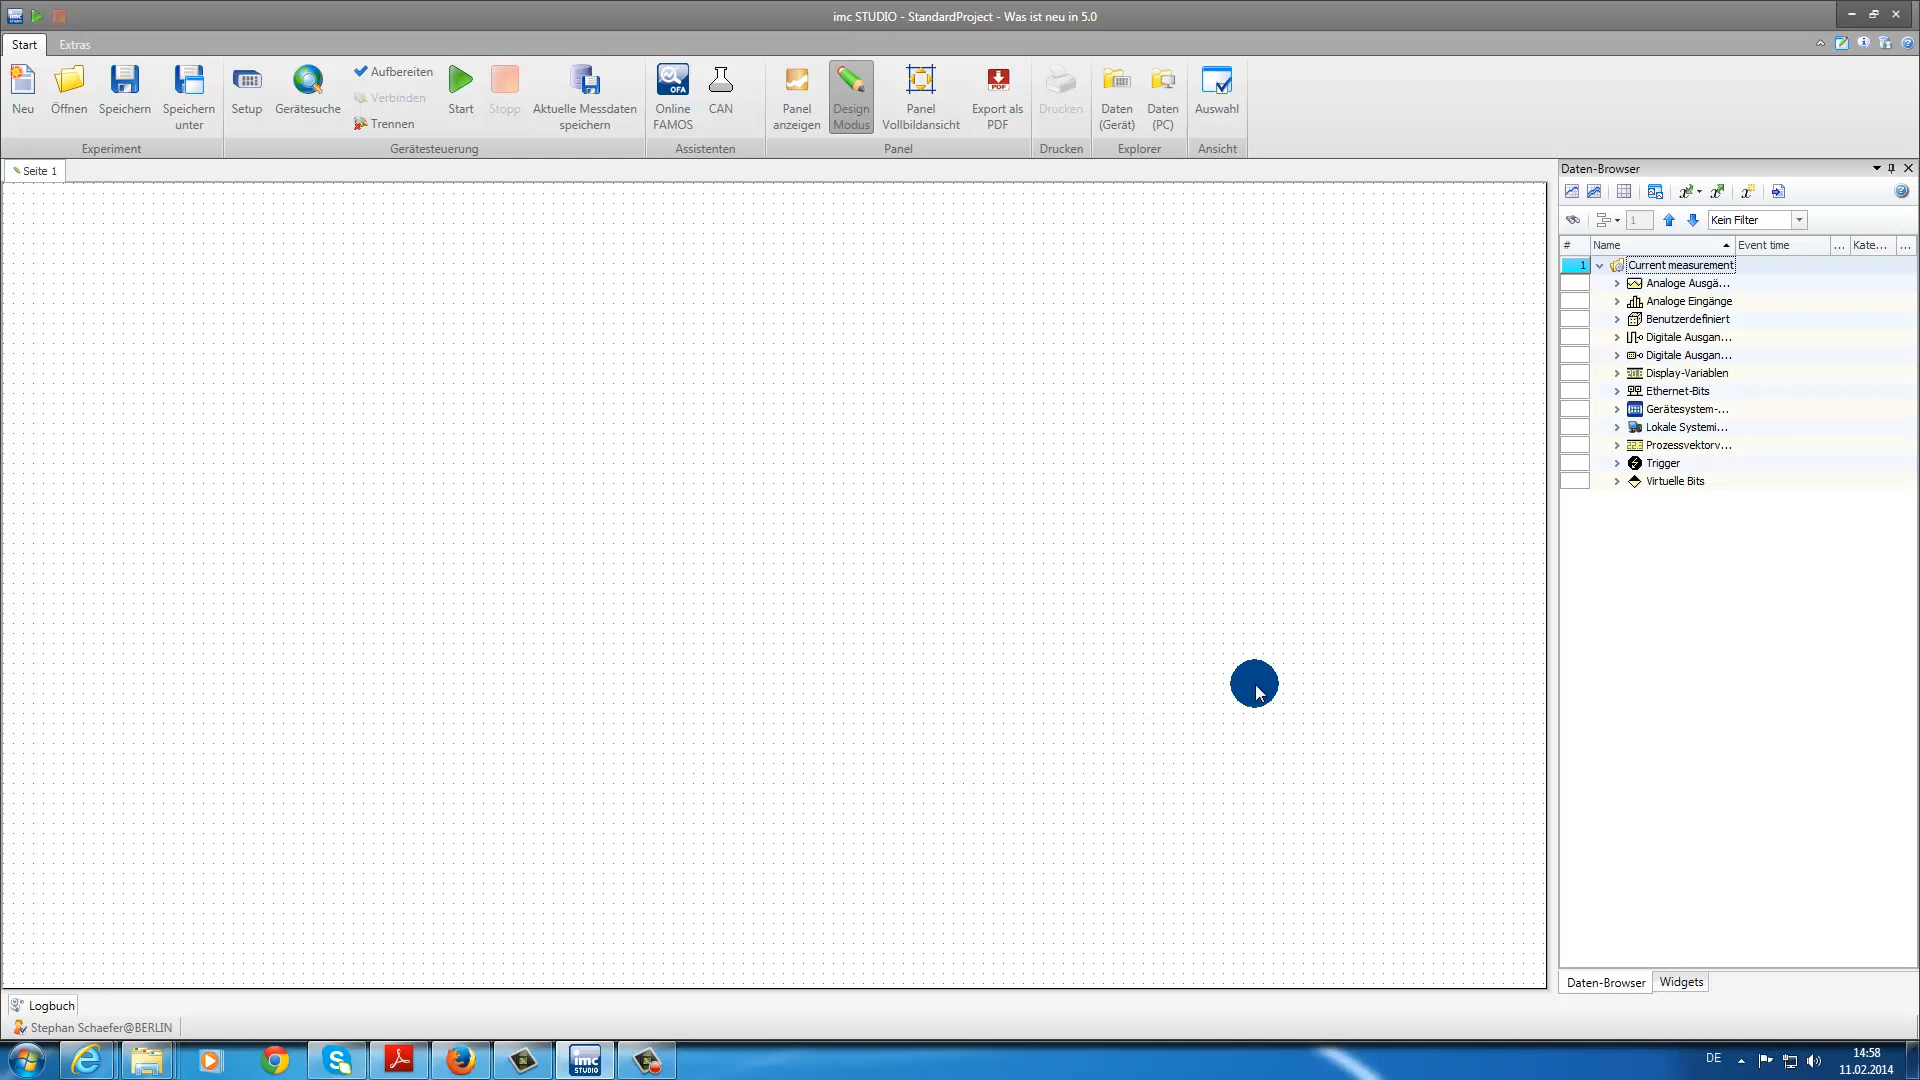 imc STUDIO - StandardProject - Was ist neu in 5.0
Start Extras
Neu
Öffnen
Speichern
Speichern unter
Experiment
Setup
Gerätesuche
Aufbereiten
Verbinden
Trennen
Start
Stopp
Aktuelle Messdaten speichern
Gerätesteuerung
Online FAMOS
CAN
Assistenten
Panel anzeigen
Design Modus
Panel Vollbildansicht
Export als PDF
Panel
Drucken
Drucken
Daten (Gerät)
Daten (PC)
Explorer
Auswahl
Ansicht
Seite 1
Daten-Browser
1 Kein Filter
# Name Event time ... Kate... ...
1 Current measurement
Analoge Ausgä...
Analoge Eingänge
Benutzerdefiniert
Digitale Ausgan...
Digitale Ausgan...
Display-Variablen
Ethernet-Bits
Gerätesystem-...
Lokale Systemi...
Prozessvektorv...
Trigger
Virtuelle Bits
Daten-Browser Widgets
Logbuch
Stephan Schaefer@BERLIN
imc STUDIO
DE
14:58
11.02.2014